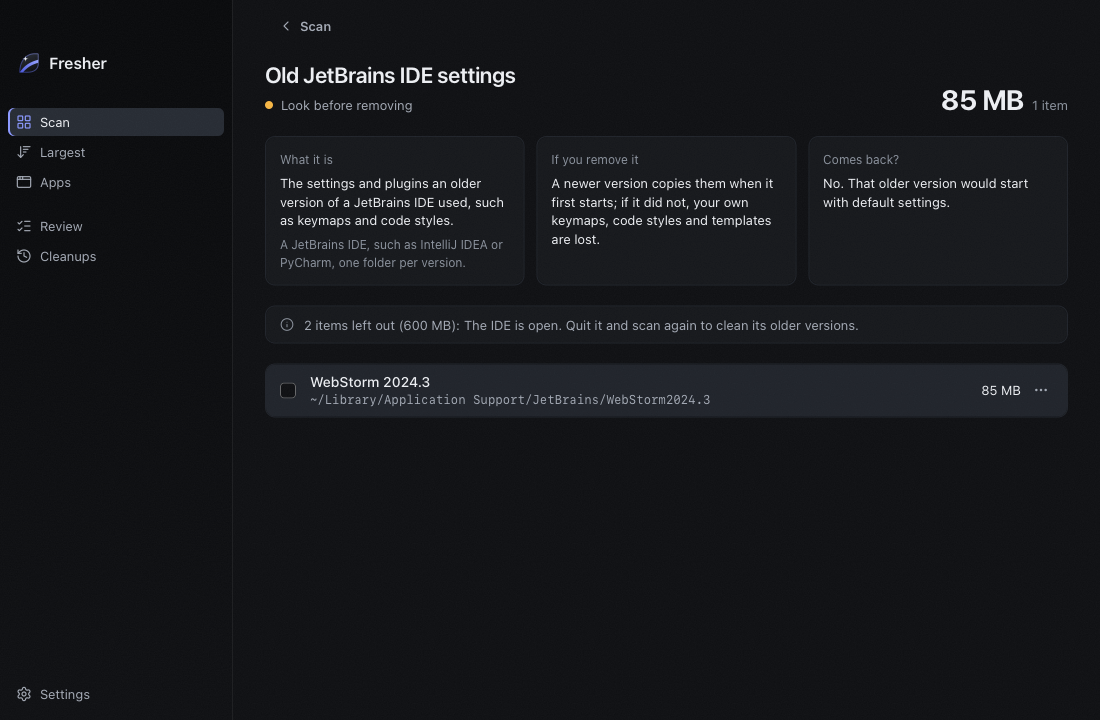 Scan
Fresher
Scan
Largest
Apps
Review
Cleanups
Settings
Old JetBrains IDE settings
Look before removing
85 MB 1 item
What it is
The settings and plugins an older
version of a JetBrains IDE used, such
as keymaps and code styles.
A JetBrains IDE, such as IntelliJ IDEA or
PyCharm, one folder per version.
If you remove it
A newer version copies them when it
first starts; if it did not, your own
keymaps, code styles and templates
are lost.
Comes back?
No. That older version would start
with default settings.
2 items left out (600 MB): The IDE is open. Quit it and scan again to clean its older versions.
WebStorm 2024.3
~/Library/Application Support/JetBrains/WebStorm2024.3
85 MB